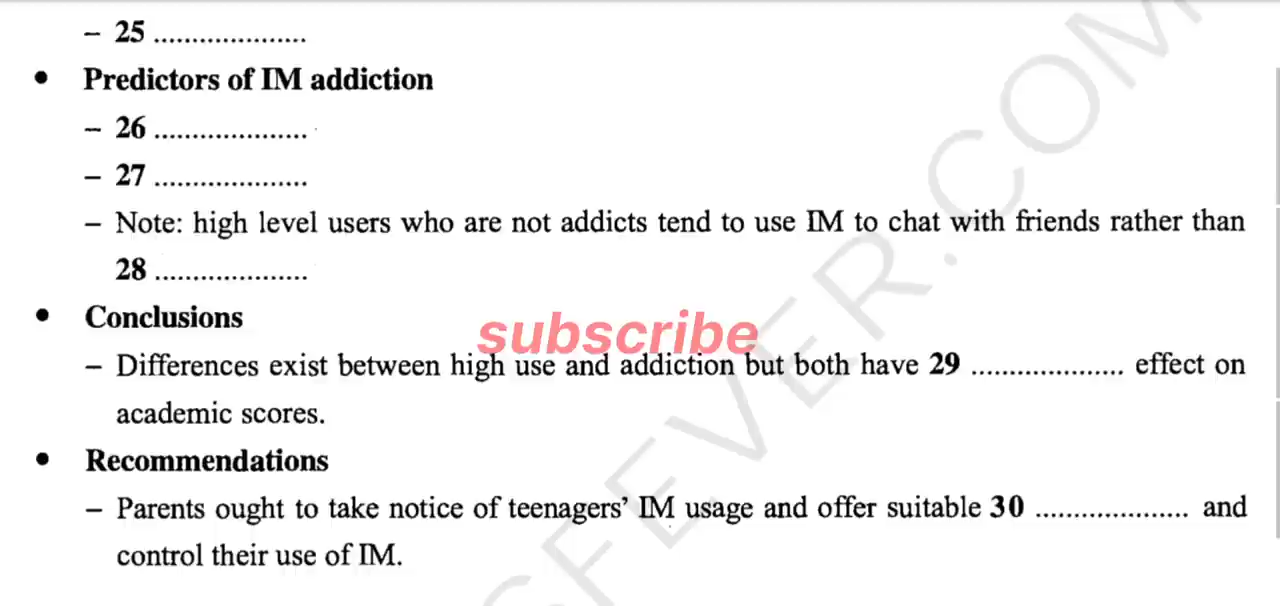 – 25 ....................
• Predictors of IM addiction
– 26 ....................
– 27 ....................
– Note: high level users who are not addicts tend to use IM to chat with friends rather than
28 ....................
• Conclusions
subscribe
– Differences exist between high use and addiction but both have 29 .................... effect on
academic scores.
• Recommendations
– Parents ought to take notice of teenagers’ IM usage and offer suitable 30 .................... and
control their use of IM.
SFEVER.COM